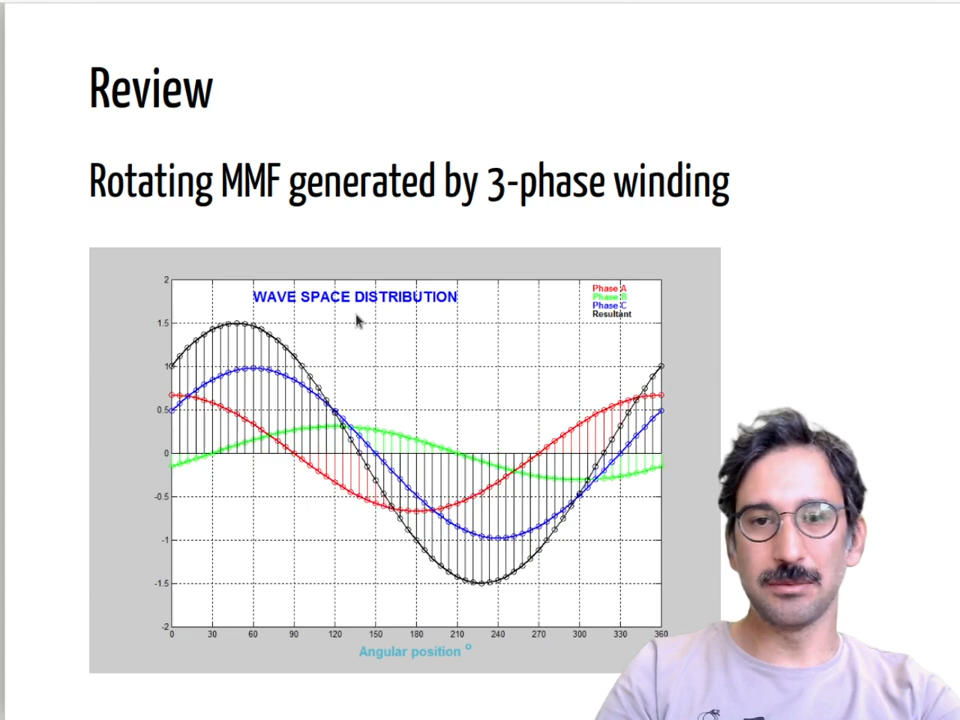 Review
Rotating MMF generated by 3-phase winding
WAVE SPACE DISTRIBUTION
Phase A
Phase B
Phase C
Resultant
2
1.5
1
0.5
0
-0.5
-1
-1.5
-2
0 30 60 90 120 150 180 210 240 270 300 330 360
Angular position °